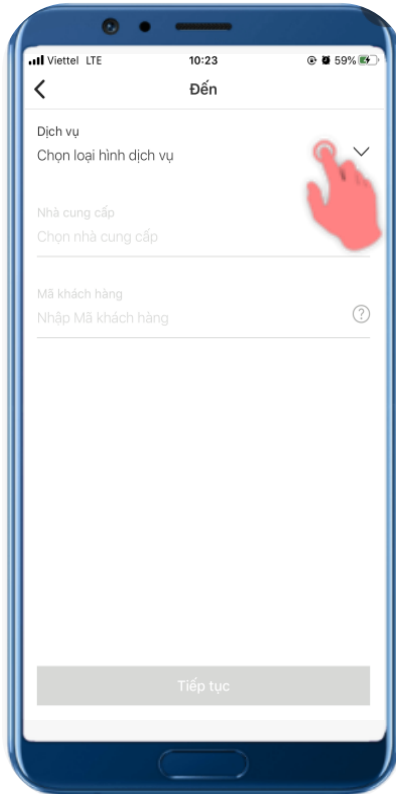 Viettel LTE 10:23 59%
Đến
Dịch vụ
Chọn loại hình dịch vụ
Nhà cung cấp
Chọn nhà cung cấp
Mã khách hàng
Nhập Mã khách hàng ?
Tiếp tục